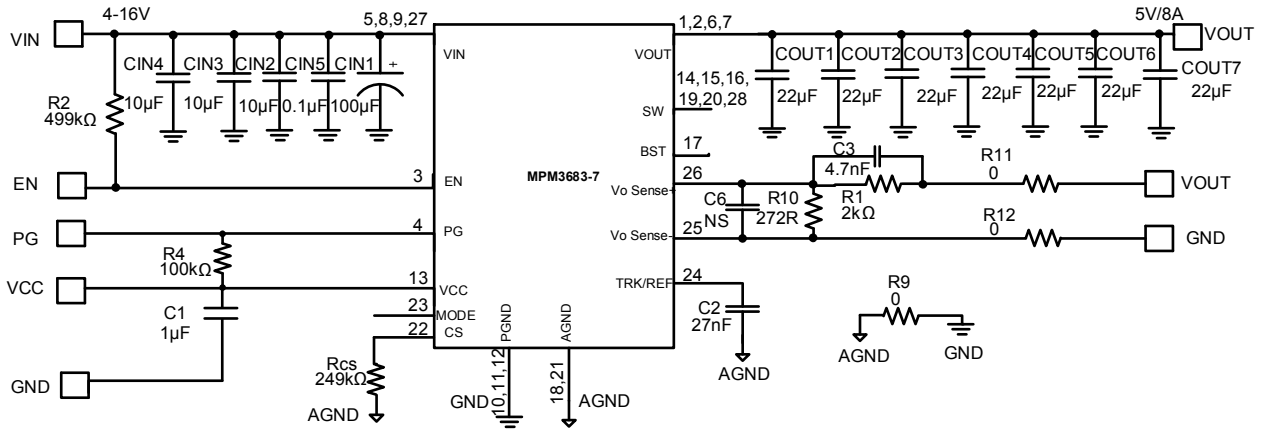 4-16V
5,8,9,27
1,2,6,7
5V/8A
VIN
VIN
VOUT
VOUT
CIN4
CIN3
CIN2
CIN5
CIN1
+
COUT1
COUT2
COUT3
COUT4
COUT5
COUT6
COUT7
10µF
10µF
10µF
0.1µF
100µF
22µF
22µF
22µF
22µF
22µF
22µF
22µF
R2
499kΩ
14,15,16,
19,20,28
SW
17
BST
C3
4.7nF
EN
3
EN
MPM3683-7
26
Vo Sense+
C6
NS
R10
272R
R1
2kΩ
R11
0
VOUT
PG
4
PG
25
Vo Sense-
R12
0
GND
R4
100kΩ
VCC
13
VCC
24
TRK/REF
C2
27nF
AGND
R9
0
AGND
GND
23
MODE
22
CS
C1
1µF
GND
Rcs
249kΩ
AGND
PGND
10,11,12
GND
AGND
18,21
AGND